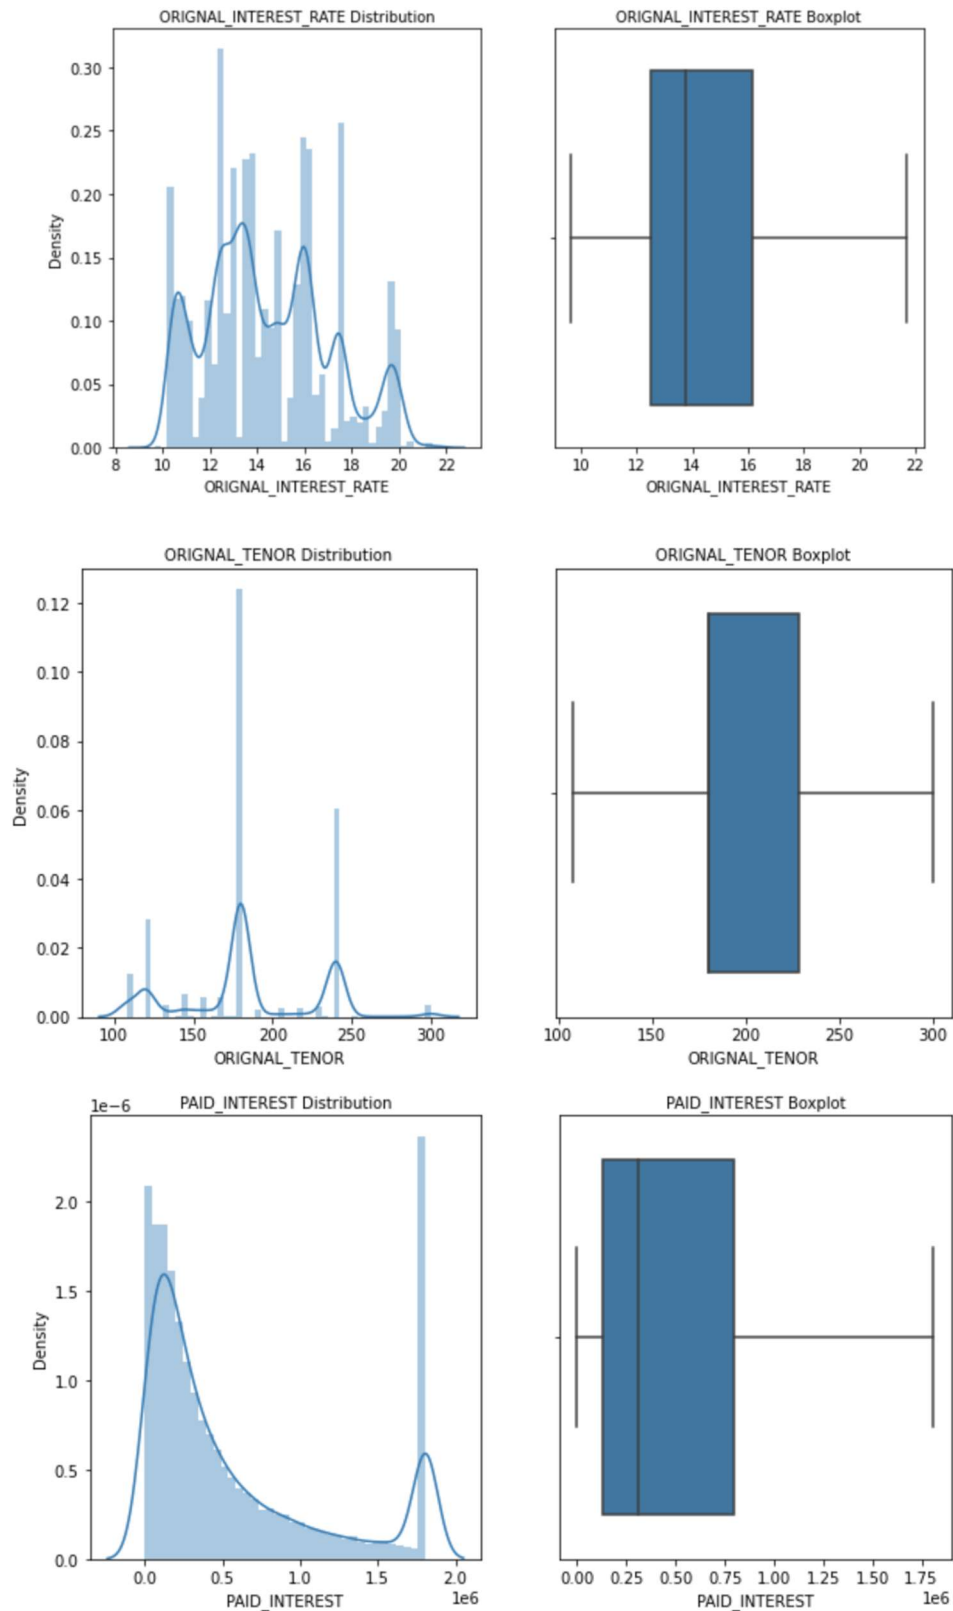 ORIGNAL_INTEREST_RATE Distribution
0.30
0.25
0.20
0.15
0.10
0.05
0.00
Density
8 10 12 14 16 18 20 22
ORIGNAL_INTEREST_RATE
ORIGNAL_INTEREST_RATE Boxplot
10 12 14 16 18 20 22
ORIGNAL_INTEREST_RATE
ORIGNAL_TENOR Distribution
0.12
0.10
0.08
0.06
0.04
0.02
0.00
Density
100 150 200 250 300
ORIGNAL_TENOR
ORIGNAL_TENOR Boxplot
100 150 200 250 300
ORIGNAL_TENOR
PAID_INTEREST Distribution
1e-6
2.0
1.5
1.0
0.5
0.0
Density
0.0 0.5 1.0 1.5 2.0
1e6
PAID_INTEREST
PAID_INTEREST Boxplot
0.00 0.25 0.50 0.75 1.00 1.25 1.50 1.75
1e6
PAID_INTEREST